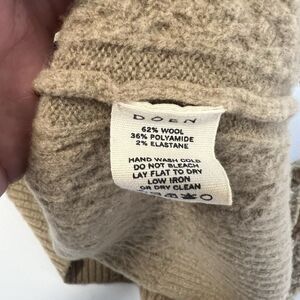 DÔEN
62% WOOL
36% POLYAMIDE
2% ELASTANE
HAND WASH COLD
DO NOT BLEACH
LAY FLAT TO DRY
LOW IRON
OR DRY CLEAN